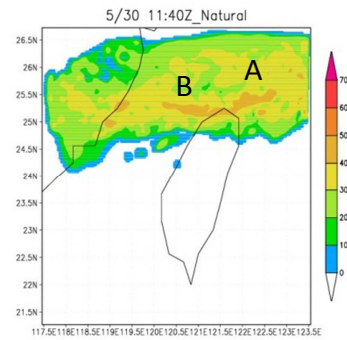 5/30 11:40Z_Natural
26.5N
26N
25.5N
25N
24.5N
24N
23.5N
23N
22.5N
22N
21.5N
A
B
117.5E118E118.5E119E119.5E120E120.5E121E121.5E122E122.5E123E123.5E
70
60
50
40
30
20
10
0